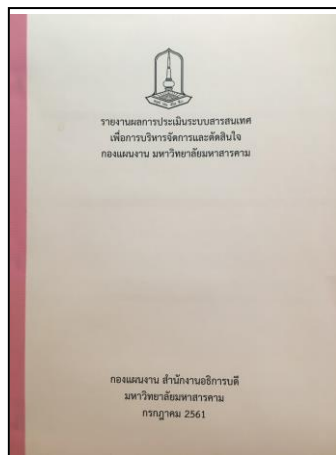 รายงานผลการประเมินระบบสารสนเทศ
เพื่อการบริหารจัดการและตัดสินใจ
กองแผนงาน มหาวิทยาลัยมหาสารคาม
กองแผนงาน สำนักงานอธิการบดี
มหาวิทยาลัยมหาสารคาม
กรกฎาคม 2561